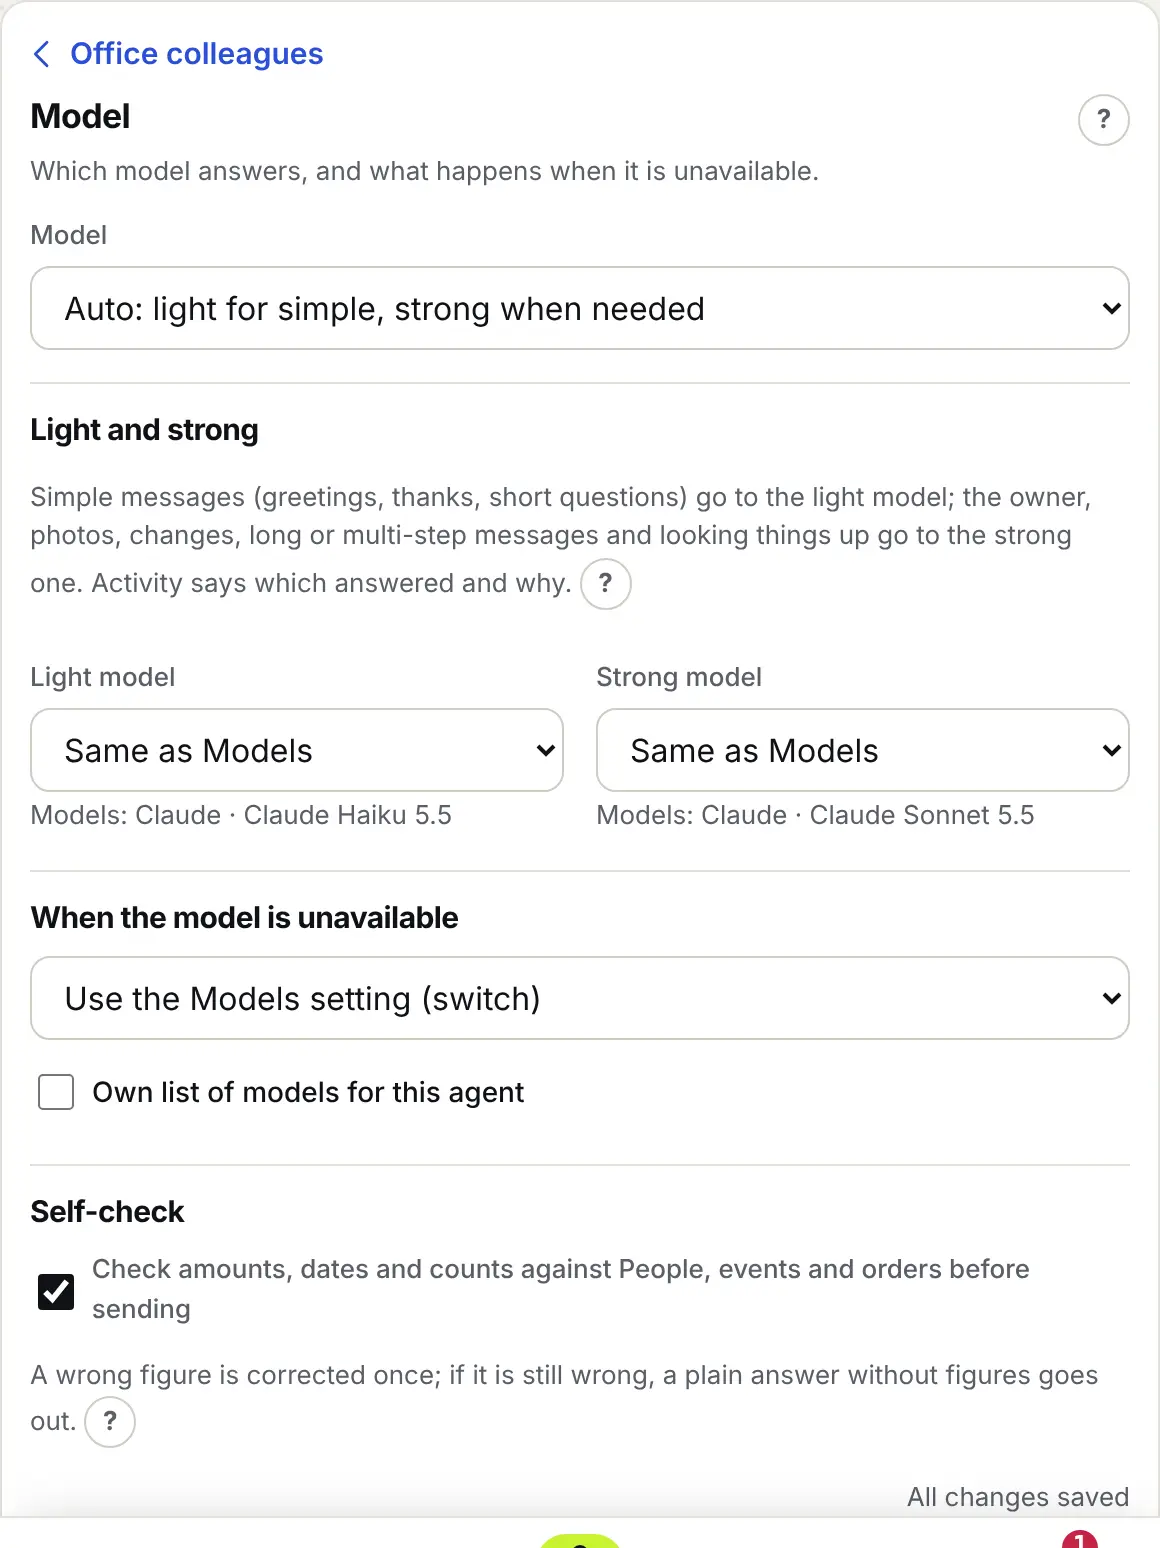 Office colleagues
Model
?
Which model answers, and what happens when it is unavailable.
Model
Auto: light for simple, strong when needed
Light and strong
Simple messages (greetings, thanks, short questions) go to the light model; the owner,
photos, changes, long or multi-step messages and looking things up go to the strong
one. Activity says which answered and why. ?
Light model
Strong model
Same as Models
Same as Models
Models: Claude · Claude Haiku 5.5
Models: Claude · Claude Sonnet 5.5
When the model is unavailable
Use the Models setting (switch)
Own list of models for this agent
Self-check
Check amounts, dates and counts against People, events and orders before
sending
A wrong figure is corrected once; if it is still wrong, a plain answer without figures goes
out. ?
All changes saved
1